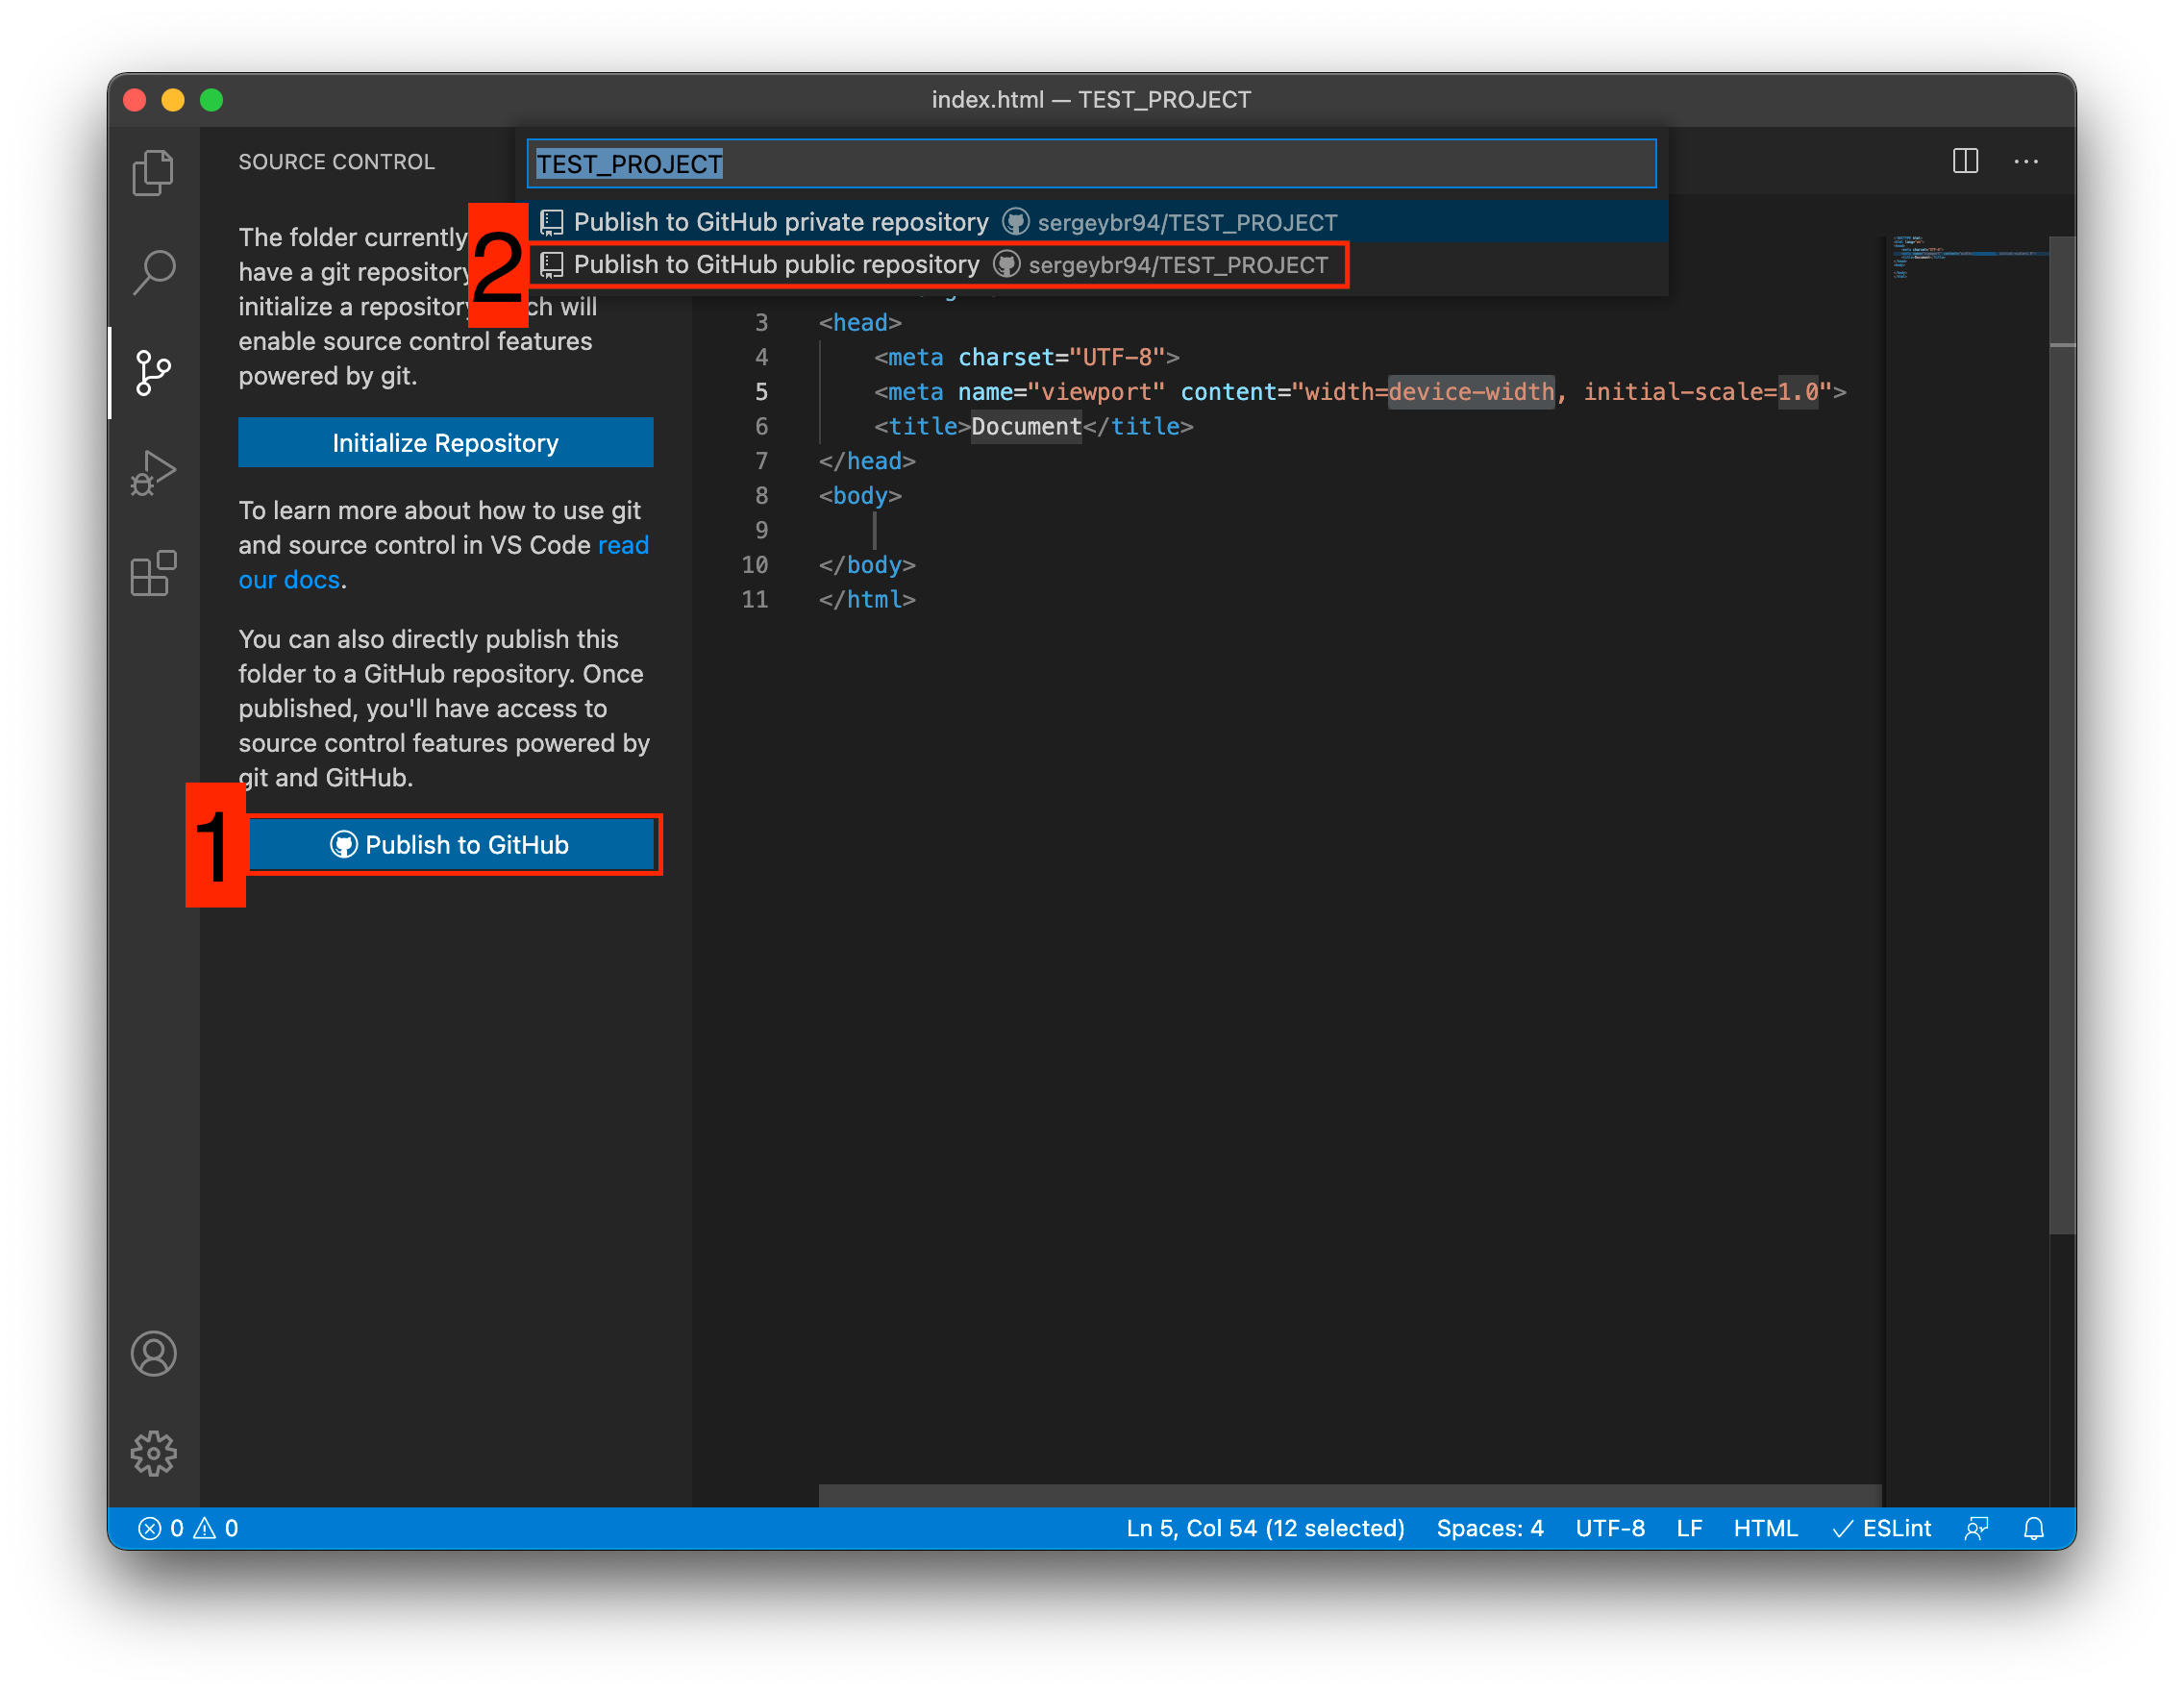 index.html — TEST_PROJECT
SOURCE CONTROL
TEST_PROJECT
Publish to GitHub private repository sergeybr94/TEST_PROJECT
2
Publish to GitHub public repository sergeybr94/TEST_PROJECT
The folder currently
have a git repository
initialize a repository ch will
enable source control features
powered by git.
Initialize Repository
To learn more about how to use git
and source control in VS Code read
our docs.
You can also directly publish this
folder to a GitHub repository. Once
published, you'll have access to
source control features powered by
git and GitHub.
1
Publish to GitHub
3 <head>
4 <meta charset="UTF-8">
5 <meta name="viewport" content="width=device-width, initial-scale=1.0">
6 <title>Document</title>
7 </head>
8 <body>
9
10 </body>
11 </html>
0 0
Ln 5, Col 54 (12 selected) Spaces: 4 UTF-8 LF HTML ESLint